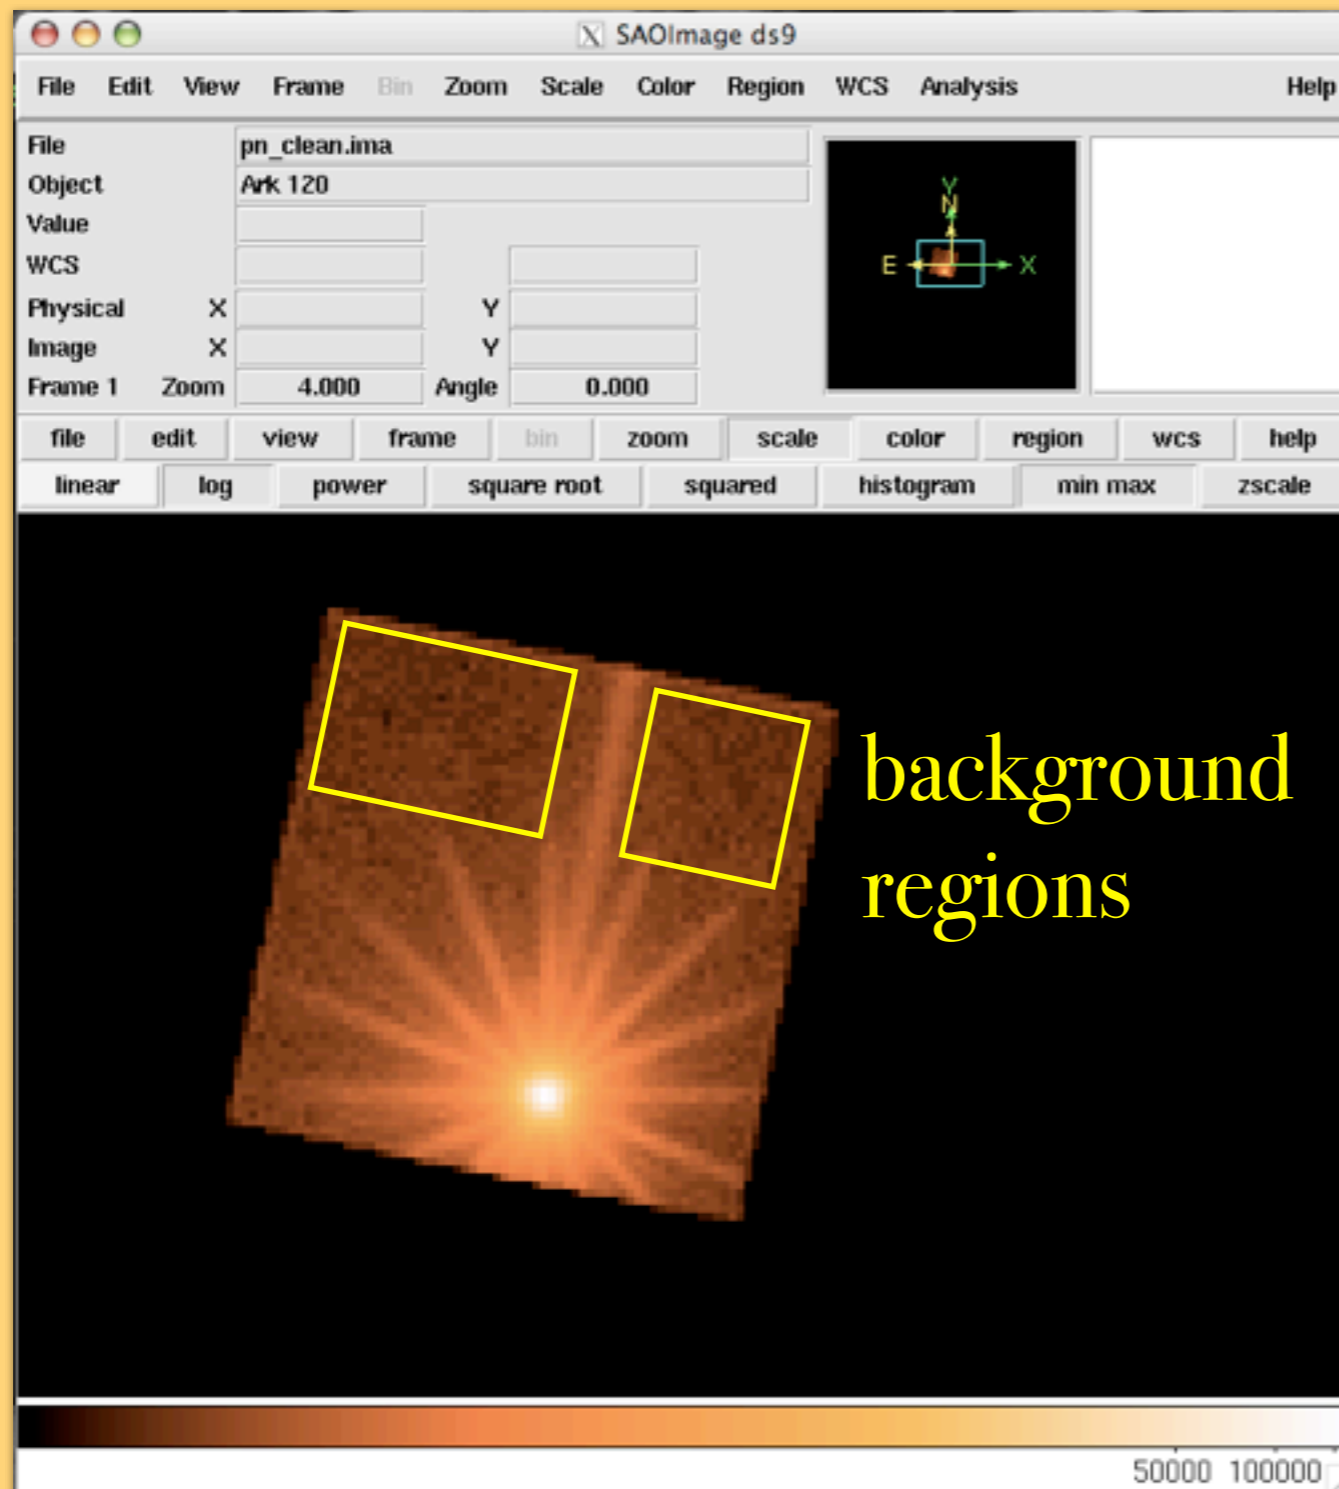 X SAOImage ds9
File Edit View Frame Bin Zoom Scale Color Region WCS Analysis Help
File pn_clean.ima
Object Ark 120
Value
WCS
Physical X Y
Image X Y
Frame 1 Zoom 4.000 Angle 0.000
Y
N
E X
file edit view frame bin zoom scale color region wcs help
linear log power square root squared histogram min max zscale
background
regions
50000 100000